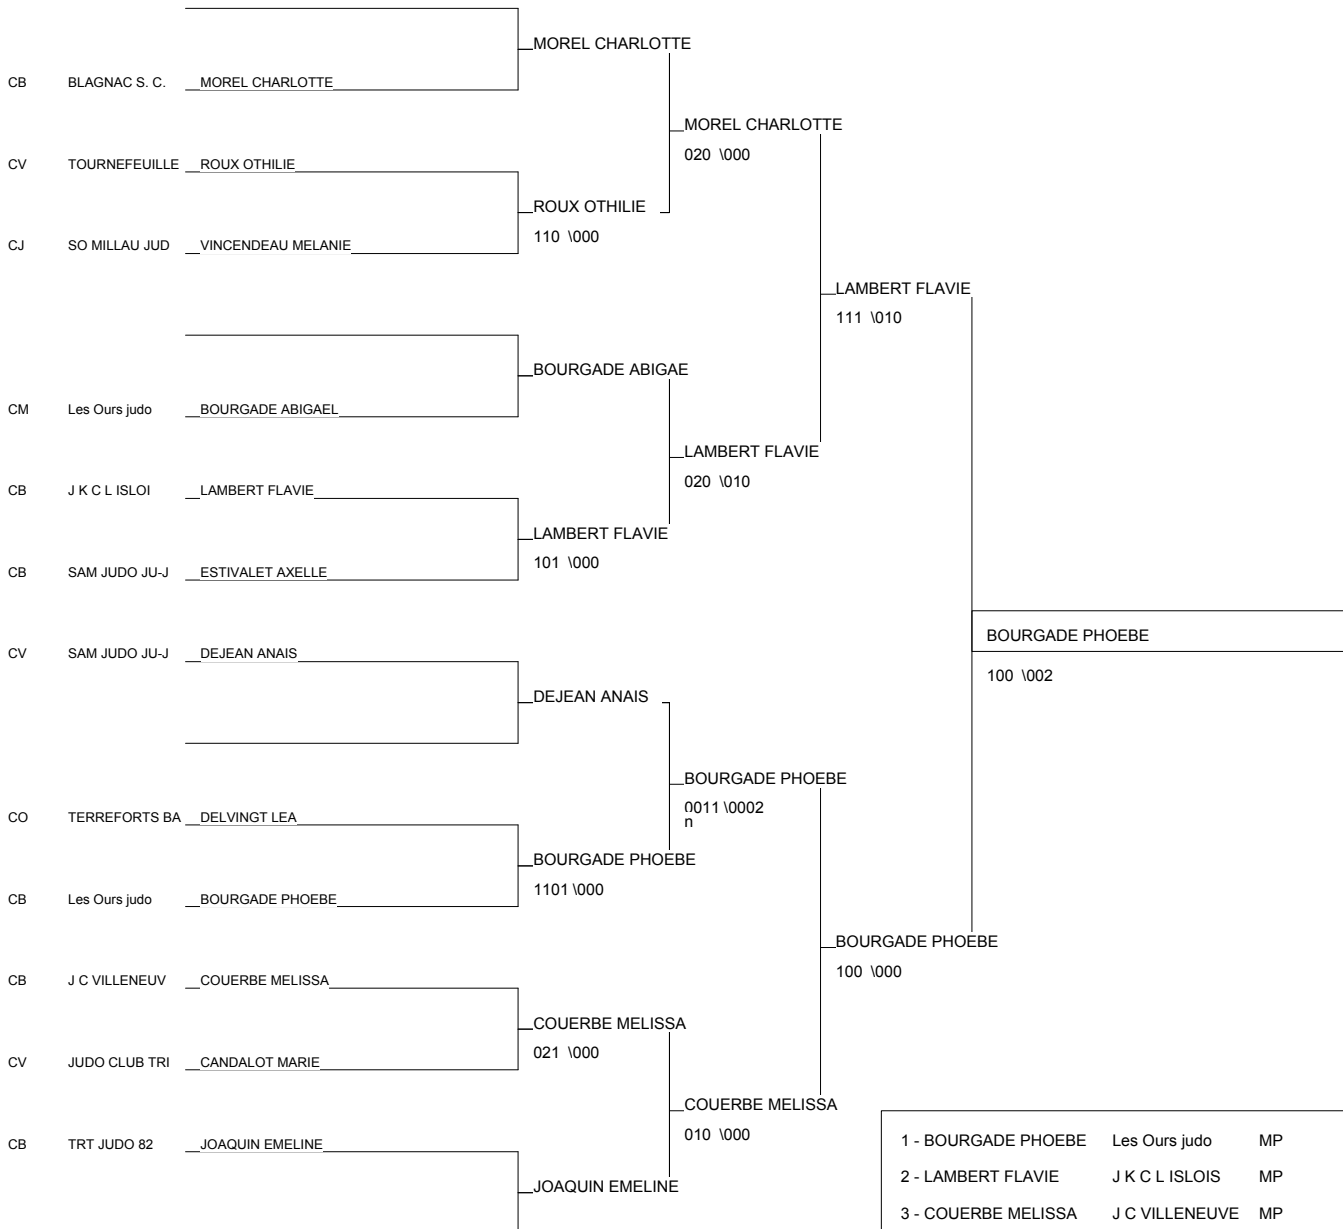 MOREL CHARLOTTE
CB BLAGNAC S. C. MOREL CHARLOTTE
MOREL CHARLOTTE
020 \000
CV TOURNEFEUILLE ROUX OTHILIE
ROUX OTHILIE
110 \000
CJ SO MILLAU JUD VINCENDEAU MELANIE
LAMBERT FLAVIE
111 \010
BOURGADE ABIGAE
CM Les Ours judo BOURGADE ABIGAEL
LAMBERT FLAVIE
020 \010
CB J K C L ISLOI LAMBERT FLAVIE
LAMBERT FLAVIE
101 \000
CB SAM JUDO JU-J ESTIVALET AXELLE
BOURGADE PHOEBE
100 \002
CV SAM JUDO JU-J DEJEAN ANAIS
DEJEAN ANAIS
BOURGADE PHOEBE
0011 \0002
n
CO TERREFORTS BA DELVINGT LEA
BOURGADE PHOEBE
1101 \000
CB Les Ours judo BOURGADE PHOEBE
BOURGADE PHOEBE
100 \000
CB J C VILLENEUV COUERBE MELISSA
COUERBE MELISSA
021 \000
CV JUDO CLUB TRI CANDALOT MARIE
COUERBE MELISSA
010 \000
CB TRT JUDO 82 JOAQUIN EMELINE
JOAQUIN EMELINE
1 - BOURGADE PHOEBE Les Ours judo MP
2 - LAMBERT FLAVIE J K C L ISLOIS MP
3 - COUERBE MELISSA J C VILLENEUVE MP